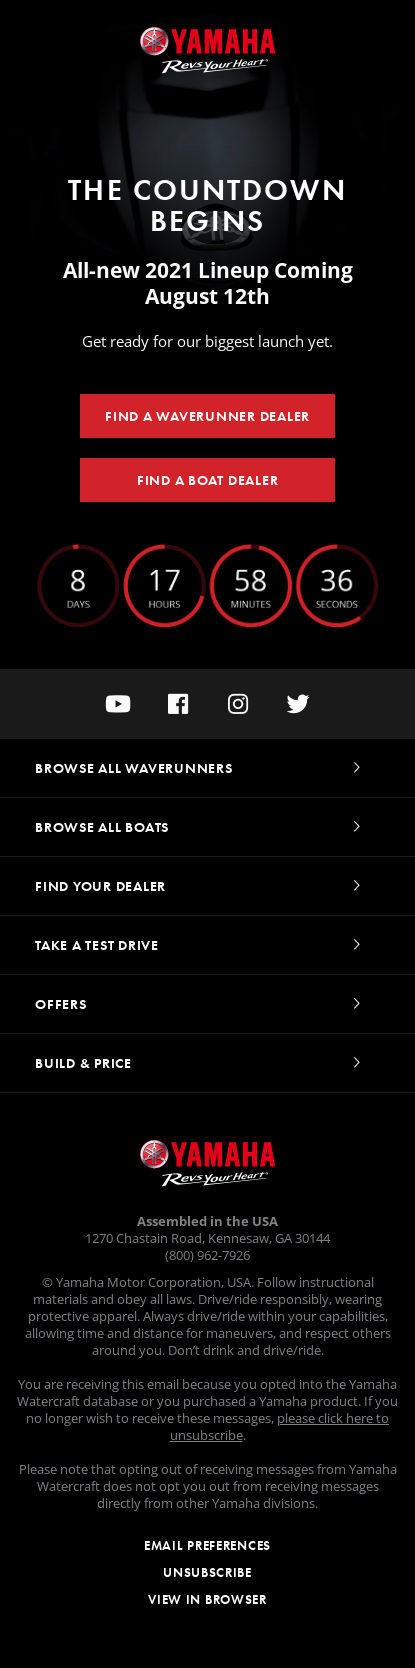 YAMAHA
Revs Your Heart
THE COUNTDOWN
BEGINS
All-new 2021 Lineup Coming
August 12th
Get ready for our biggest launch yet.
FIND A WAVERUNNER DEALER
FIND A BOAT DEALER
8 17 58 36
DAYS HOURS MINUTES SECONDS
BROWSE ALL WAVERUNNERS
BROWSE ALL BOATS
FIND YOUR DEALER
TAKE A TEST DRIVE
OFFERS
BUILD & PRICE
YAMAHA
Revs Your Heart
Assembled in the USA
1270 Chastain Road, Kennesaw, GA 30144
(800) 962-7926
© Yamaha Motor Corporation, USA. Follow instructional
materials and obey all laws. Drive/ride responsibly, wearing
protective apparel. Always drive/ride within your capabilities,
allowing time and distance for maneuvers, and respect others
around you. Don’t drink and drive/ride.
You are receiving this email because you opted into the Yamaha
Watercraft database or you purchased a Yamaha product. If you
no longer wish to receive these messages, please click here to
unsubscribe.
Please note that opting out of receiving messages from Yamaha
Watercraft does not opt you out from receiving messages
directly from other Yamaha divisions.
EMAIL PREFERENCES
UNSUBSCRIBE
VIEW IN BROWSER